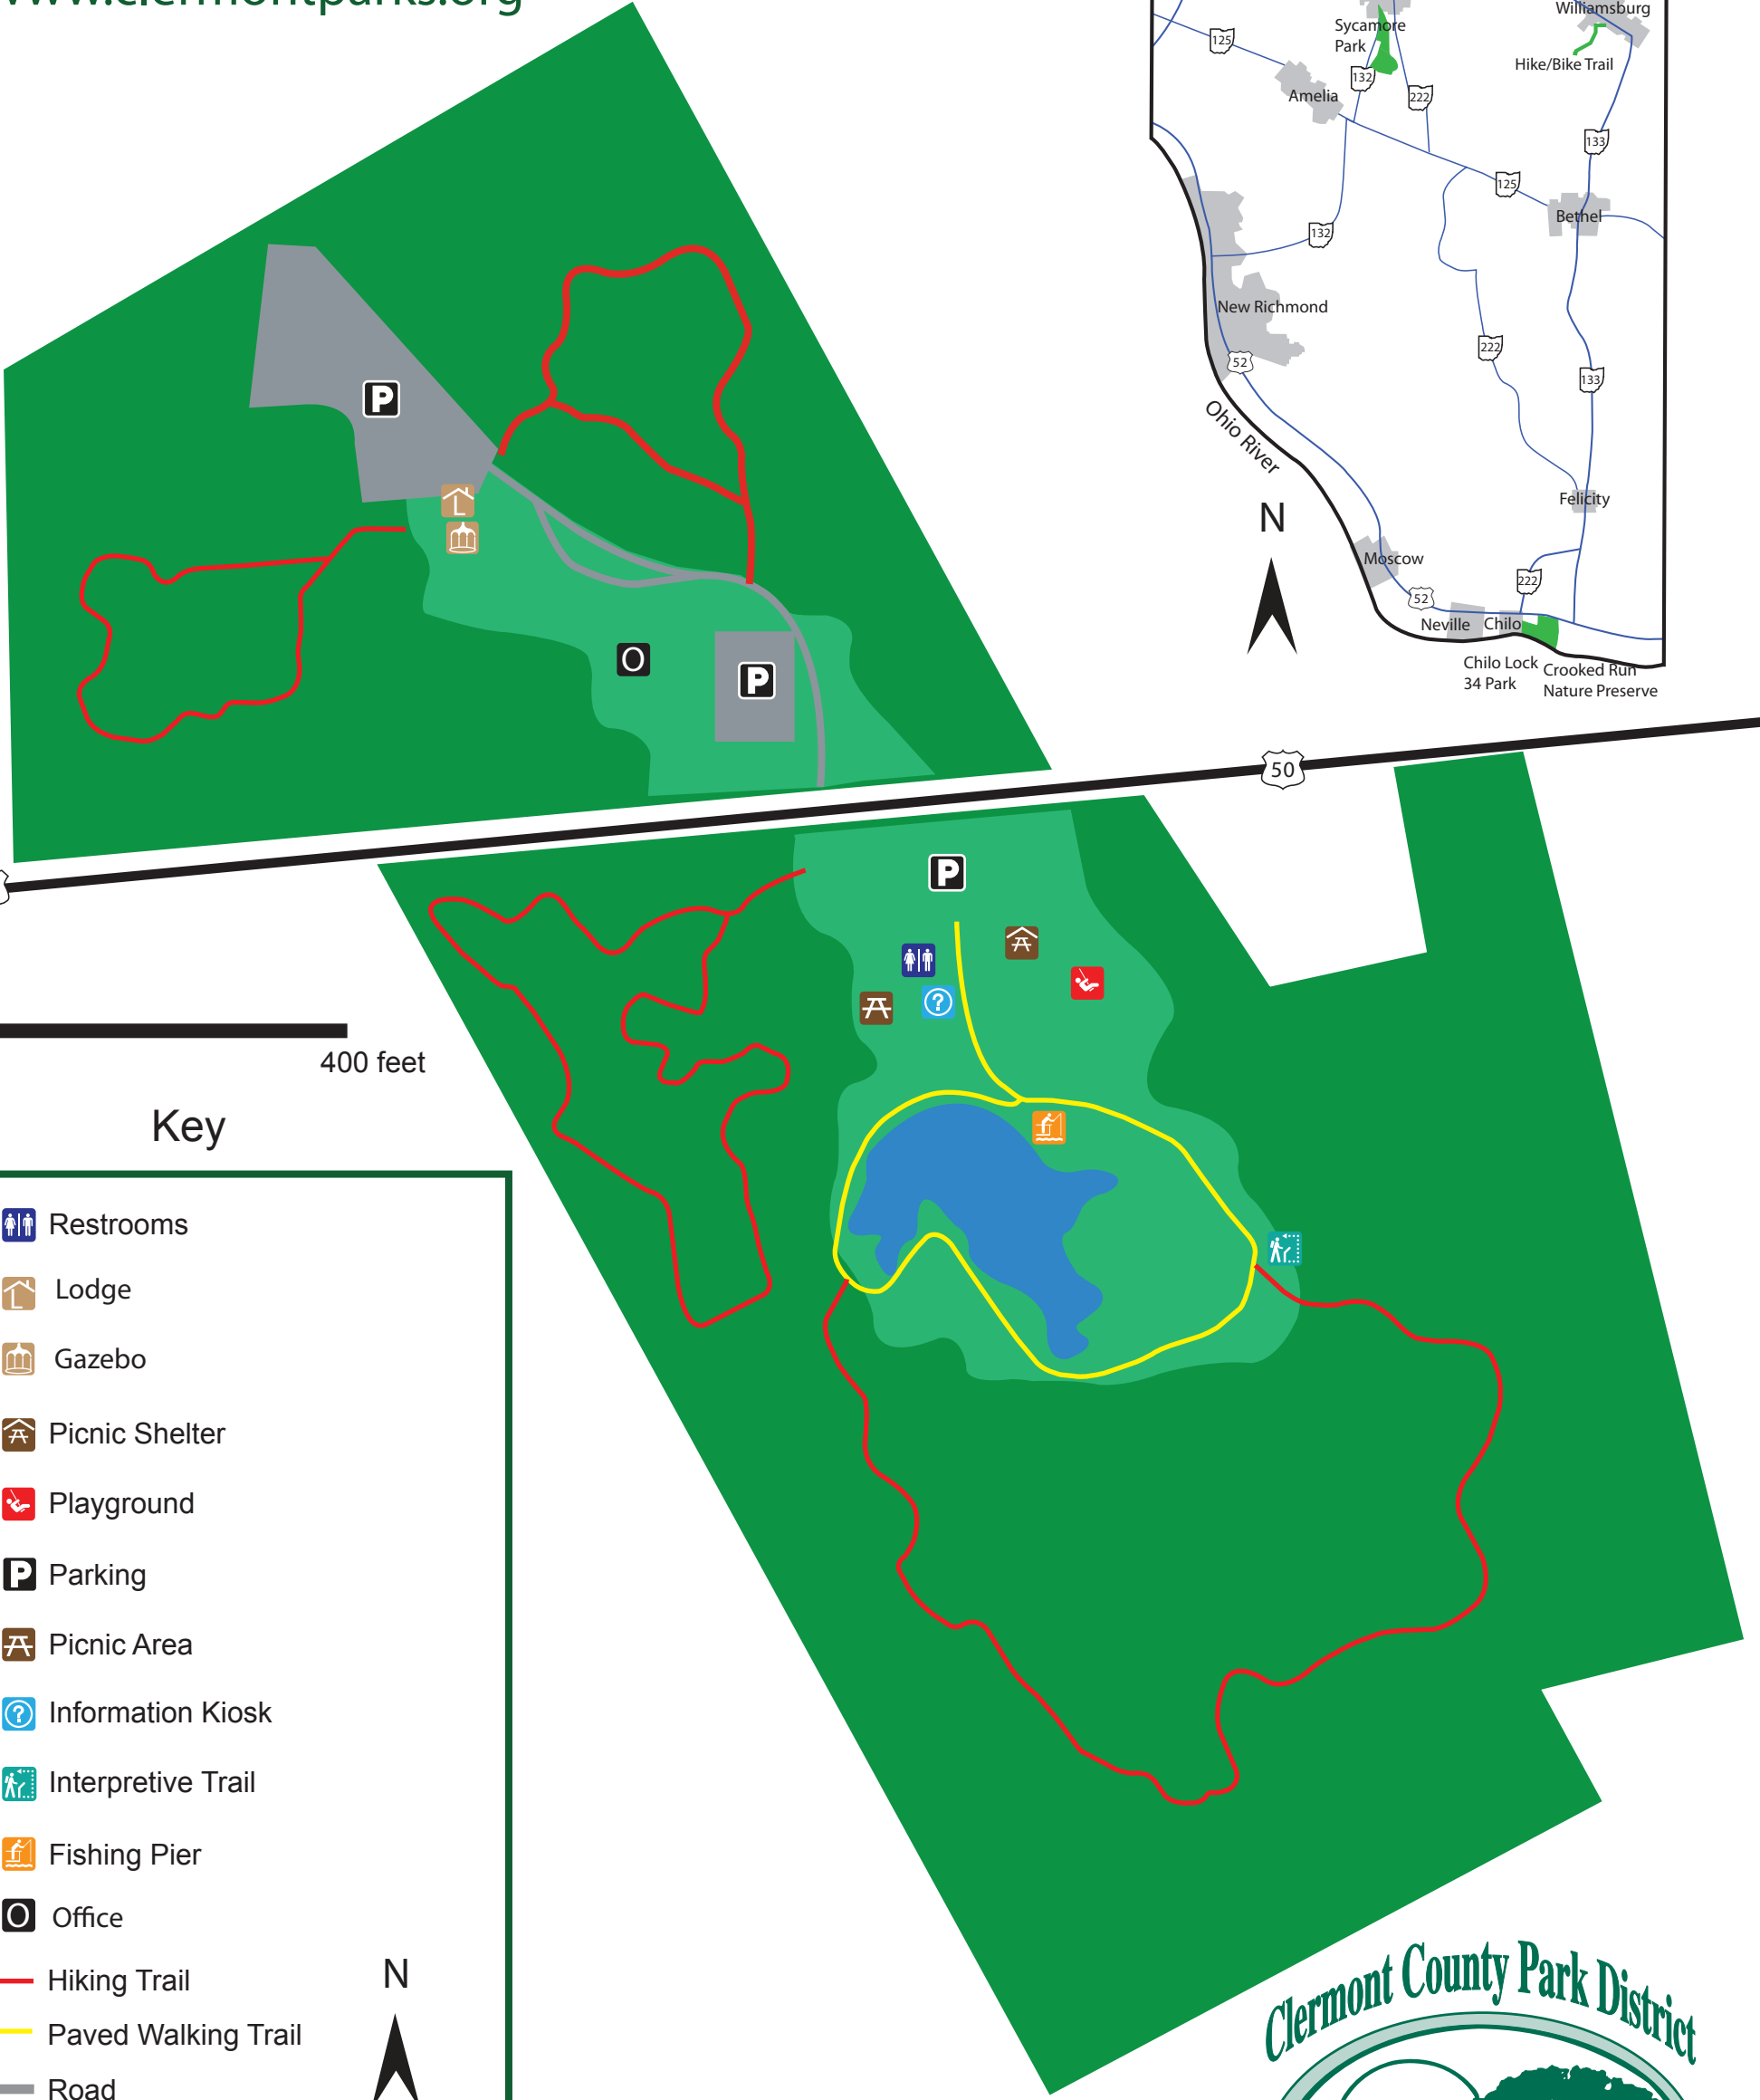 www.clermontparks.org
Williamsburg
Sycamore
Park
Hike/Bike Trail
125
132
222
Amelia
133
125
Bethel
132
New Richmond
52
222
133
Ohio River
N
Felicity
Moscow
222
52
Neville
Chilo
Chilo Lock
34 Park
Crooked Run
Nature Preserve
P
L
O
P
50
P
?
400 feet
Key
Restrooms
L Lodge
Gazebo
Picnic Shelter
Playground
P Parking
Picnic Area
? Information Kiosk
Interpretive Trail
Fishing Pier
O Office
Hiking Trail
N
Paved Walking Trail
Road
Clermont County Park District